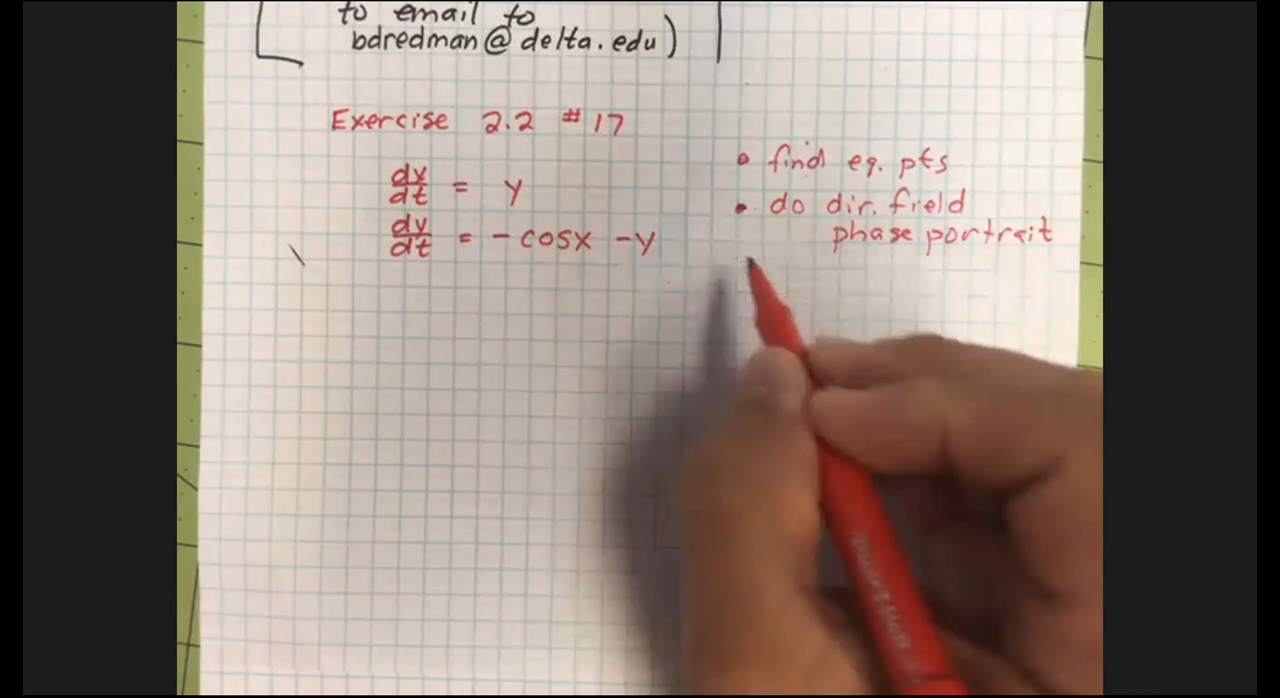 to email to
bdredman@delta.edu)
Exercise 2.2 #17
dx/dt = y
dy/dt = -cosx -y
• find eq. pts
• do dir. field
phase portrait